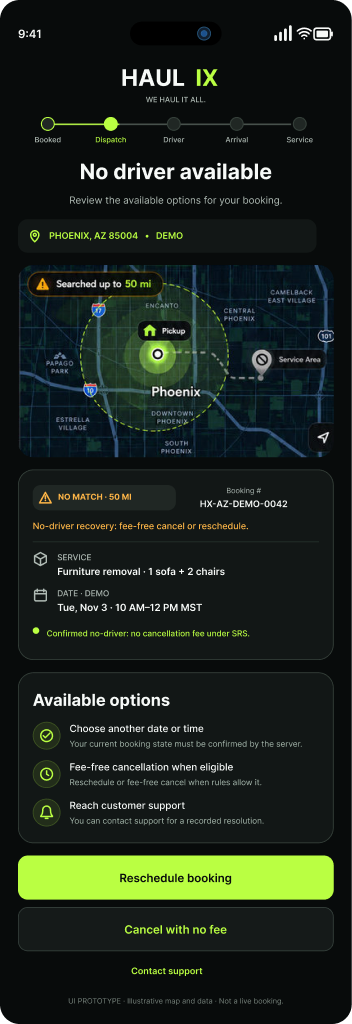 9:41
HAUL IX
WE HAUL IT ALL.
Booked Dispatch Driver Arrival Service
No driver available
Review the available options for your booking.
PHOENIX, AZ 85004 • DEMO
Searched up to 50 mi
CAMELBACK
EAST VILLAGE
ENCANTO
17
CENTRAL
PHOENIX
Pickup
101
Service Area
PAPAGO
PARK
10
Phoenix
DOWNTOWN
PHOENIX
ESTRELLA
VILLAGE
SOUTH
PHOENIX
NO MATCH · 50 MI
Booking #
HX-AZ-DEMO-0042
No-driver recovery: fee-free cancel or reschedule.
SERVICE
Furniture removal · 1 sofa + 2 chairs
DATE · DEMO
Tue, Nov 3 · 10 AM–12 PM MST
Confirmed no-driver: no cancellation fee under SRS.
Available options
Choose another date or time
Your current booking state must be confirmed by the server.
Fee-free cancellation when eligible
Reschedule or fee-free cancel when rules allow it.
Reach customer support
You can contact support for a recorded resolution.
Reschedule booking
Cancel with no fee
Contact support
UI PROTOTYPE · Illustrative map and data · Not a live booking.